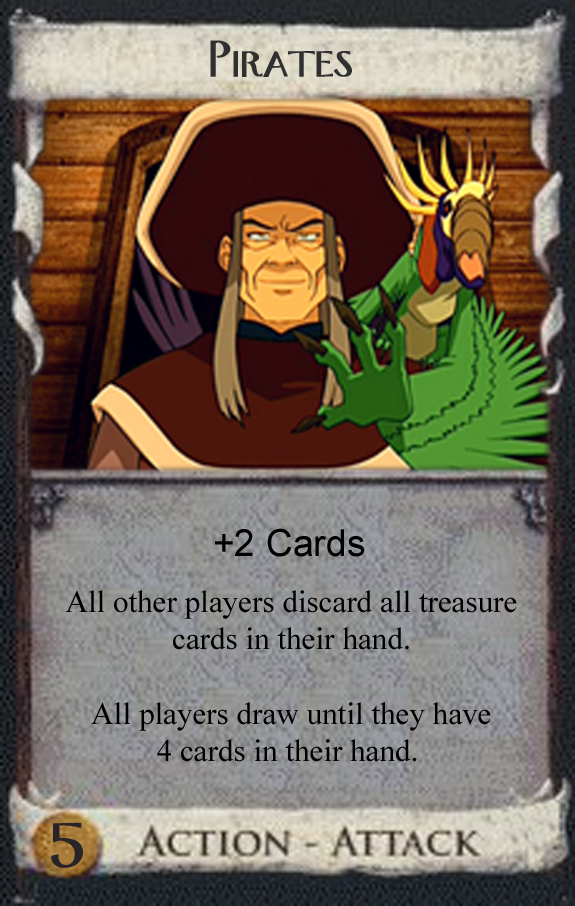 Pirates
+2 Cards
All other players discard all treasure
cards in their hand.
All players draw until they have
4 cards in their hand.
5 Action - Attack